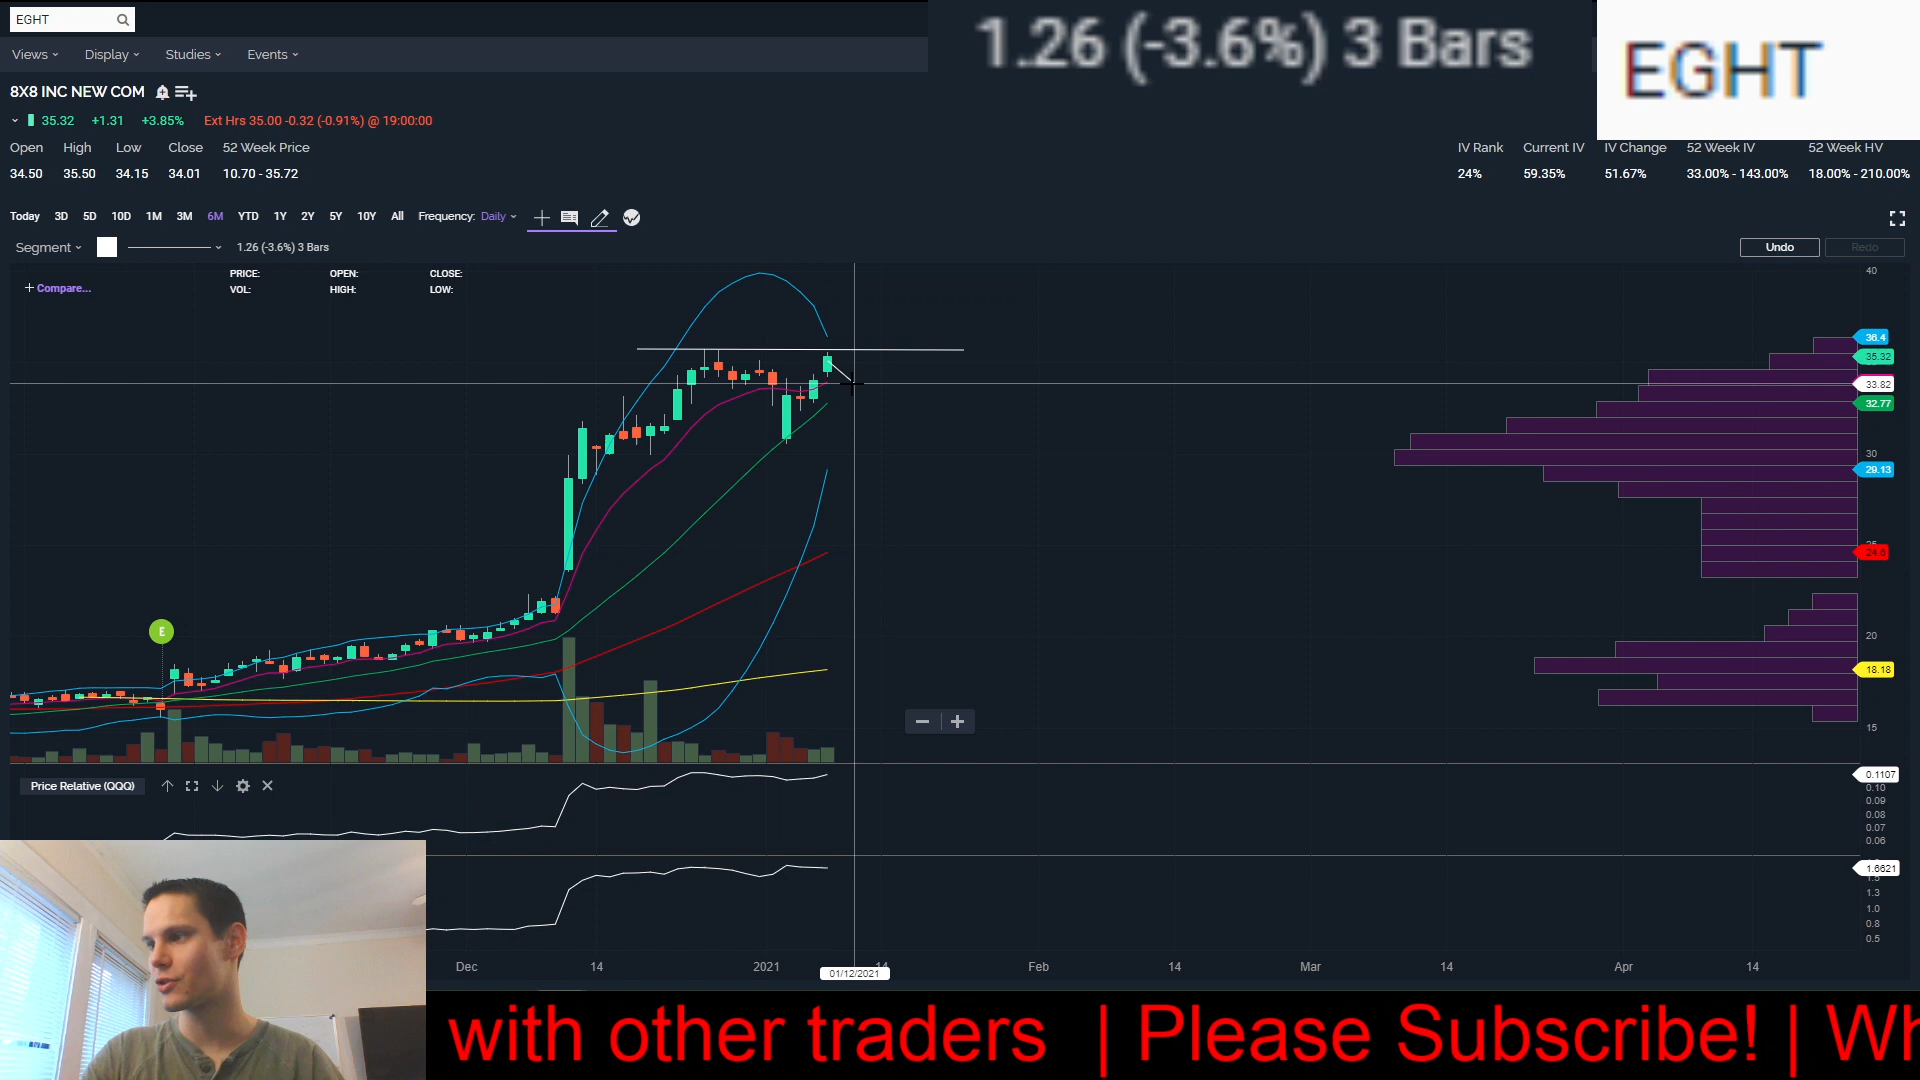 EGHT
1.26 (-3.6%) 3 Bars
EGHT
Views Display Studies Events
8X8 INC NEW COM
35.32 +1.31 +3.85% Ext Hrs 35.00 -0.32 (-0.91%) @ 19:00:00
Open High Low Close 52 Week Price
34.50 35.50 34.15 34.01 10.70 - 35.72
IV Rank Current IV IV Change 52 Week IV 52 Week HV
24% 59.35% 51.67% 33.00% - 143.00% 18.00% - 210.00%
Today 3D 5D 10D 1M 3M 6M YTD 1Y 2Y 5Y 10Y All Frequency: Daily
Segment 1.26 (-3.6%) 3 Bars
Undo Redo
+ Compare...
PRICE: OPEN: CLOSE:
VOL: HIGH: LOW:
40
36.4
35.32
33.82
32.77
30
29.13
24.6
E
20
18.18
15
Price Relative (QQQ)
0.1107
0.10
0.09
0.08
0.07
0.06
1.6621
1.5
1.3
1.0
0.8
0.5
Dec 14 2021 14 Feb 14 Mar 14 Apr 14
01/12/2021
with other traders | Please Subscribe! | Wh